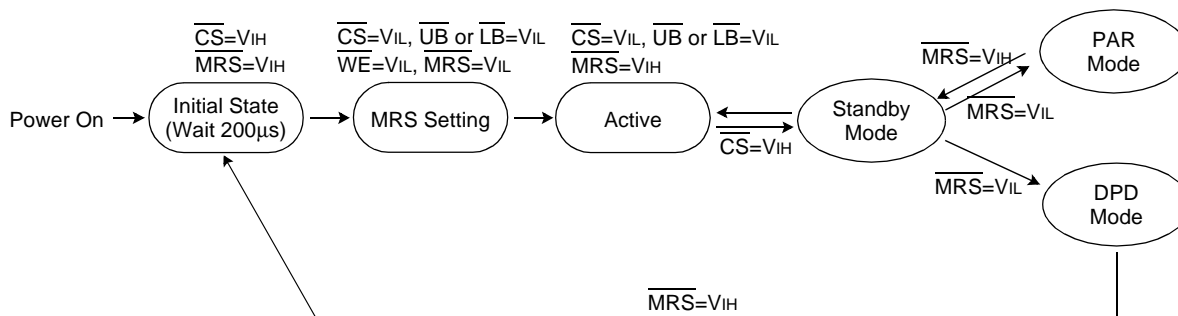 CS=VIH
MRS=VIH
CS=VIL, UB or LB=VIL
WE=VIL, MRS=VIL
CS=VIL, UB or LB=VIL
MRS=VIH
Power On
Initial State
(Wait 200μs)
MRS Setting
Active
CS=VIH
Standby
Mode
MRS=VIH
MRS=VIL
PAR
Mode
MRS=VIL
DPD
Mode
MRS=VIH